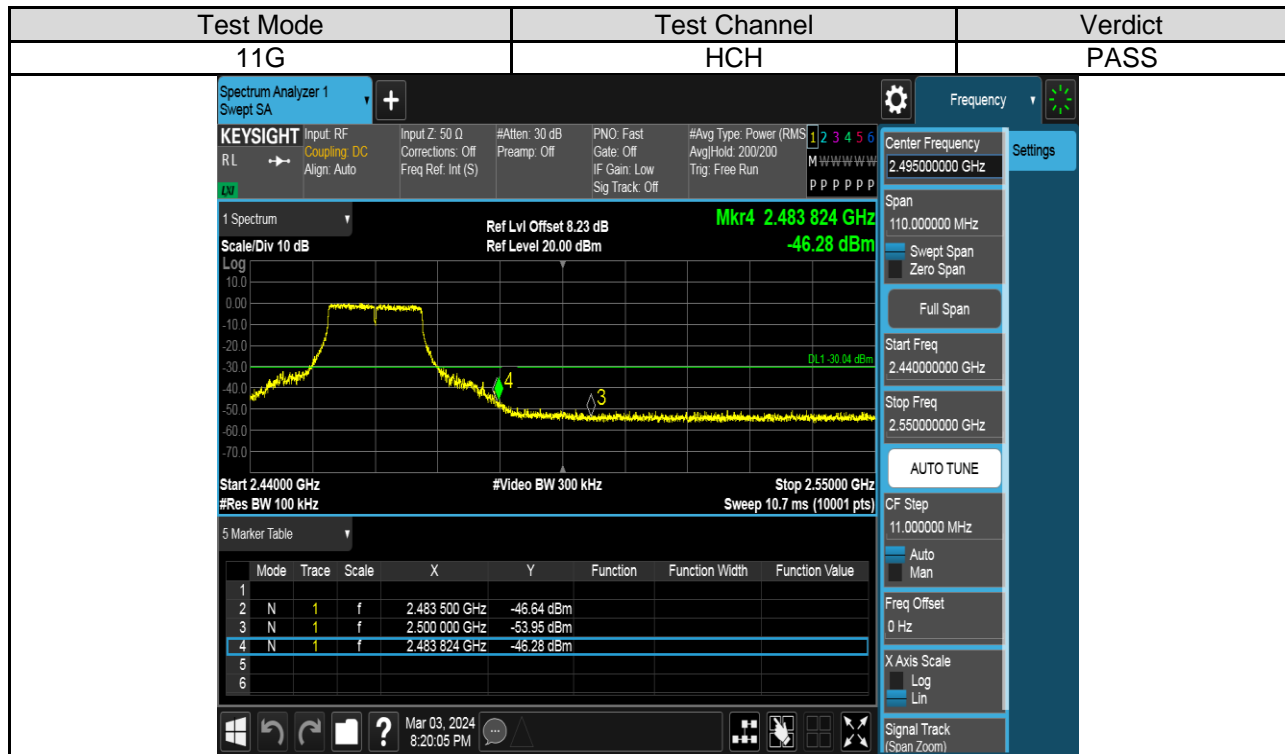 Test Mode Test Channel Verdict
11G HCH PASS
Spectrum Analyzer 1
Swept SA
+
Frequency
KEYSIGHT Input: RF Input Z: 50 Ω #Atten: 30 dB PNO: Fast #Avg Type: Power (RMS 1 2 3 4 5 6
RL Coupling: DC Corrections: Off Preamp: Off Gate: Off Avg|Hold: 200/200 M W W W W W
Align: Auto Freq Ref: Int (S) IF Gain: Low Trig: Free Run
LXI Sig Track: Off P P P P P P
1 Spectrum
Ref Lvl Offset 8.23 dB Mkr4 2.483 824 GHz
Scale/Div 10 dB Ref Level 20.00 dBm -46.28 dBm
Log
10.0
0.00
-10.0
-20.0
-30.0
-40.0
-50.0
-60.0
-70.0
DL1 -30.04 dBm
4
3
Start 2.44000 GHz #Video BW 300 kHz Stop 2.55000 GHz
#Res BW 100 kHz Sweep 10.7 ms (10001 pts)
5 Marker Table
Mode Trace Scale X Y Function Function Width Function Value
1
2 N 1 f 2.483 500 GHz -46.64 dBm
3 N 1 f 2.500 000 GHz -53.95 dBm
4 N 1 f 2.483 824 GHz -46.28 dBm
5
6
?
Mar 03, 2024
8:20:05 PM
Center Frequency
2.495000000 GHz
Settings
Span
110.000000 MHz
Swept Span
Zero Span
Full Span
Start Freq
2.440000000 GHz
Stop Freq
2.550000000 GHz
AUTO TUNE
CF Step
11.000000 MHz
Auto
Man
Freq Offset
0 Hz
X Axis Scale
Log
Lin
Signal Track
(Span Zoom)